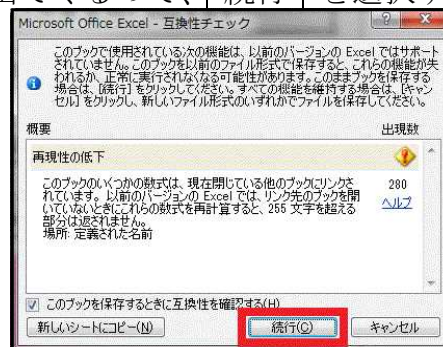 出てくるので、「続行」を選択す
Microsoft Office Excel - 互換性チェック
このブックで使用されている次の機能は、以前のバージョンの Excel ではサポート
されていません。このブックを以前のファイル形式で保存すると、これらの機能が失
われるか、正常に実行されなくなる可能性があります。このままブックを保存する
場合は、[続行] をクリックしてください。すべての機能を維持する場合は、[キャン
セル] をクリックし、新しいファイル形式のいずれかでファイルを保存してください。
概要 出現数
再現性の低下
このブックのいくつかの数式は、現在閉じている他のブックにリンクさ 280
れています。以前のバージョンの Excel では、リンク先のブックを開 ヘルプ
いていないときにこれらの数式を再計算すると、255 文字を超える
部分は返されません。
場所: 定義された名前
このブックを保存するときに互換性を確認する(H)
新しいシートにコピー(N) 続行(C) キャンセル